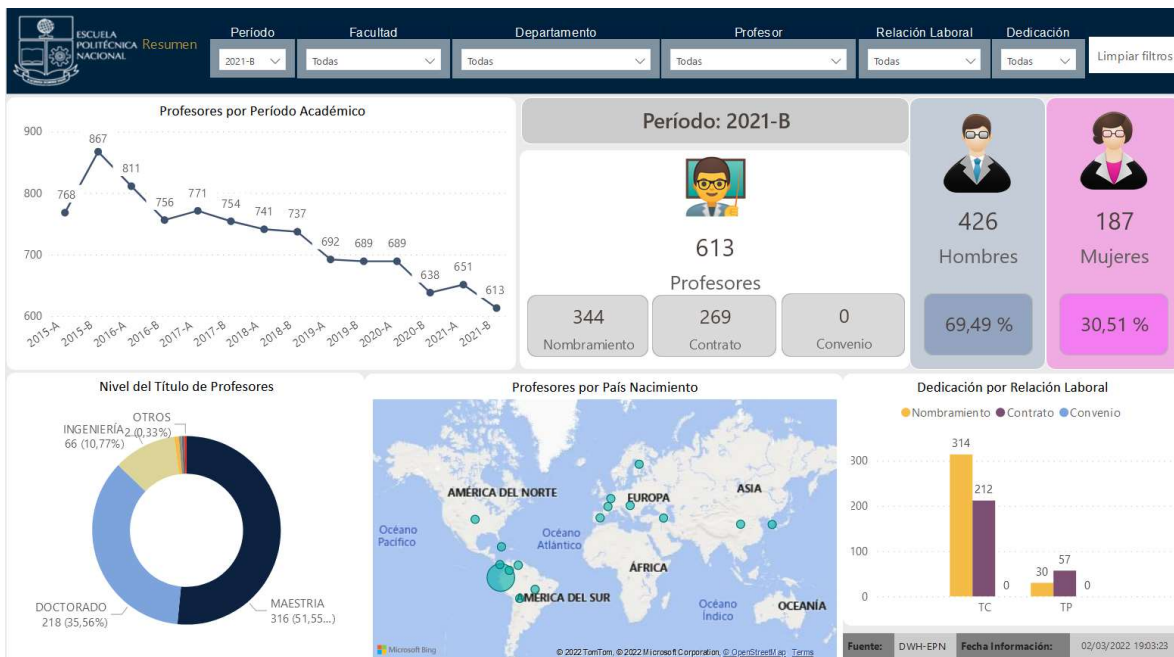 ESCUELA
POLITÉCNICA
NACIONAL
Resumen
Período
Facultad
Departamento
Profesor
Relación Laboral
Dedicación
2021-B
Todas
Todas
Todas
Todas
Todas
Limpiar filtros
Profesores por Período Académico
900
800
700
600
768
867
811
756
771
754
741
737
692
689
689
638
651
613
2015-A
2015-B
2016-A
2016-B
2017-A
2017-B
2018-A
2018-B
2019-A
2019-B
2020-A
2020-B
2021-A
2021-B
Período: 2021-B
613
Profesores
344
Nombramiento
269
Contrato
0
Convenio
426
Hombres
69,49 %
187
Mujeres
30,51 %
Nivel del Título de Profesores
OTROS
2 (0,33%)
INGENIERÍA
66 (10,77%)
DOCTORADO
218 (35,56%)
MAESTRIA
316 (51,55...)
Profesores por País Nacimiento
AMÉRICA DEL NORTE
EUROPA
ASIA
Océano
Pacífico
Océano
Atlántico
ÁFRICA
AMÉRICA DEL SUR
Océano
Índico
OCEANÍA
Microsoft Bing
© 2022 TomTom, © 2022 Microsoft Corporation, © OpenStreetMap Terms
Dedicación por Relación Laboral
Nombramiento Contrato Convenio
300
200
100
0
314
212
0
30
57
0
TC
TP
Fuente: DWH-EPN Fecha Información: 02/03/2022 19:03:23